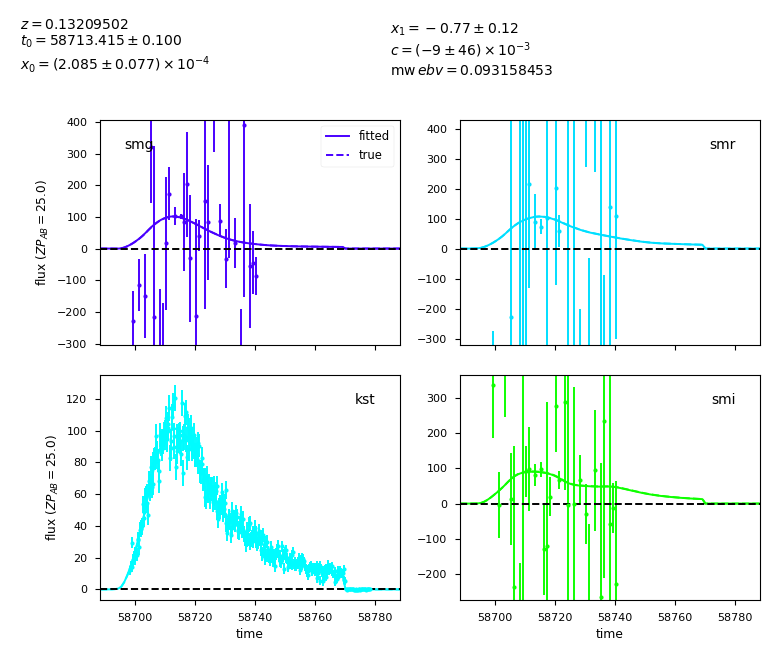 z = 0.13209502
t₀ = 58713.415 ± 0.100
x₀ = (2.085 ± 0.077) × 10⁻⁴
x₁ = −0.77 ± 0.12
c = (−9 ± 46) × 10⁻³
mw ebv = 0.093158453
400
300
200
100
0
−100
−200
−300
flux (ZP_AB = 25.0)
smg
fitted
true
400
300
200
100
0
−100
−200
−300
smr
120
100
80
60
40
20
0
flux (ZP_AB = 25.0)
kst
58700
58720
58740
58760
58780
time
300
200
100
0
−100
−200
smi
58700
58720
58740
58760
58780
time